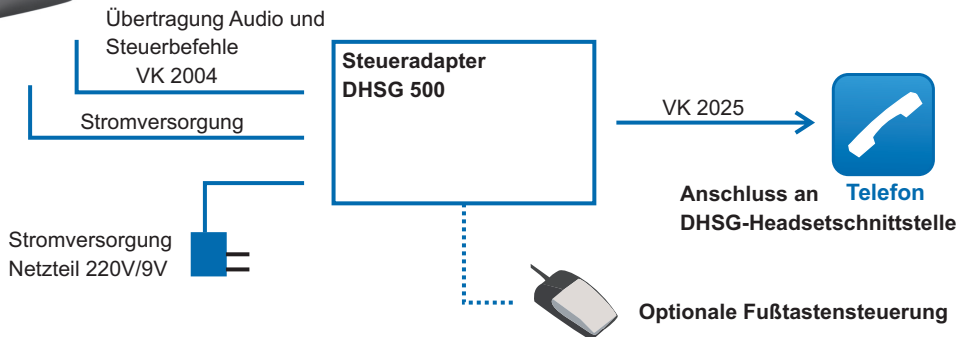 Übertragung Audio und
Steuerbefehle
VK 2004
Stromversorgung
Steueradapter
DHSG 500
VK 2025
Anschluss an Telefon
DHSG-Headsetschnittstelle
Stromversorgung
Netzteil 220V/9V
Optionale Fußtastensteuerung